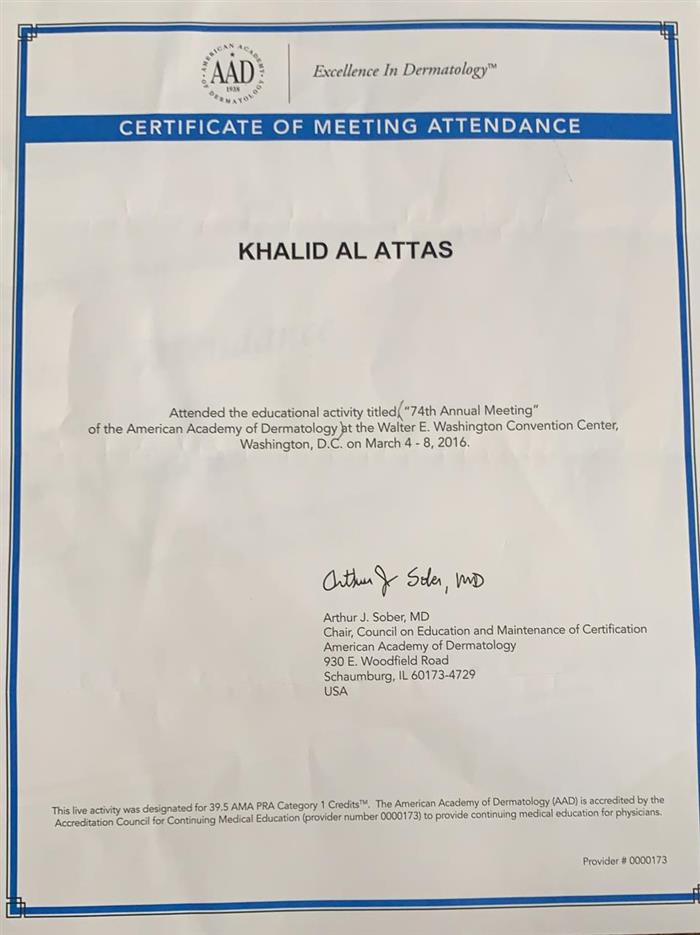 AMERICAN ACADEMY OF DERMATOLOGY
AAD
1938
Excellence In Dermatology™
CERTIFICATE OF MEETING ATTENDANCE
KHALID AL ATTAS
Attended the educational activity titled, "74th Annual Meeting"
of the American Academy of Dermatology at the Walter E. Washington Convention Center,
Washington, D.C. on March 4 - 8, 2016.
Arthur J Sober, MD
Arthur J. Sober, MD
Chair, Council on Education and Maintenance of Certification
American Academy of Dermatology
930 E. Woodfield Road
Schaumburg, IL 60173-4729
USA
This live activity was designated for 39.5 AMA PRA Category 1 Credits™. The American Academy of Dermatology (AAD) is accredited by the
Accreditation Council for Continuing Medical Education (provider number 0000173) to provide continuing medical education for physicians.
Provider # 0000173